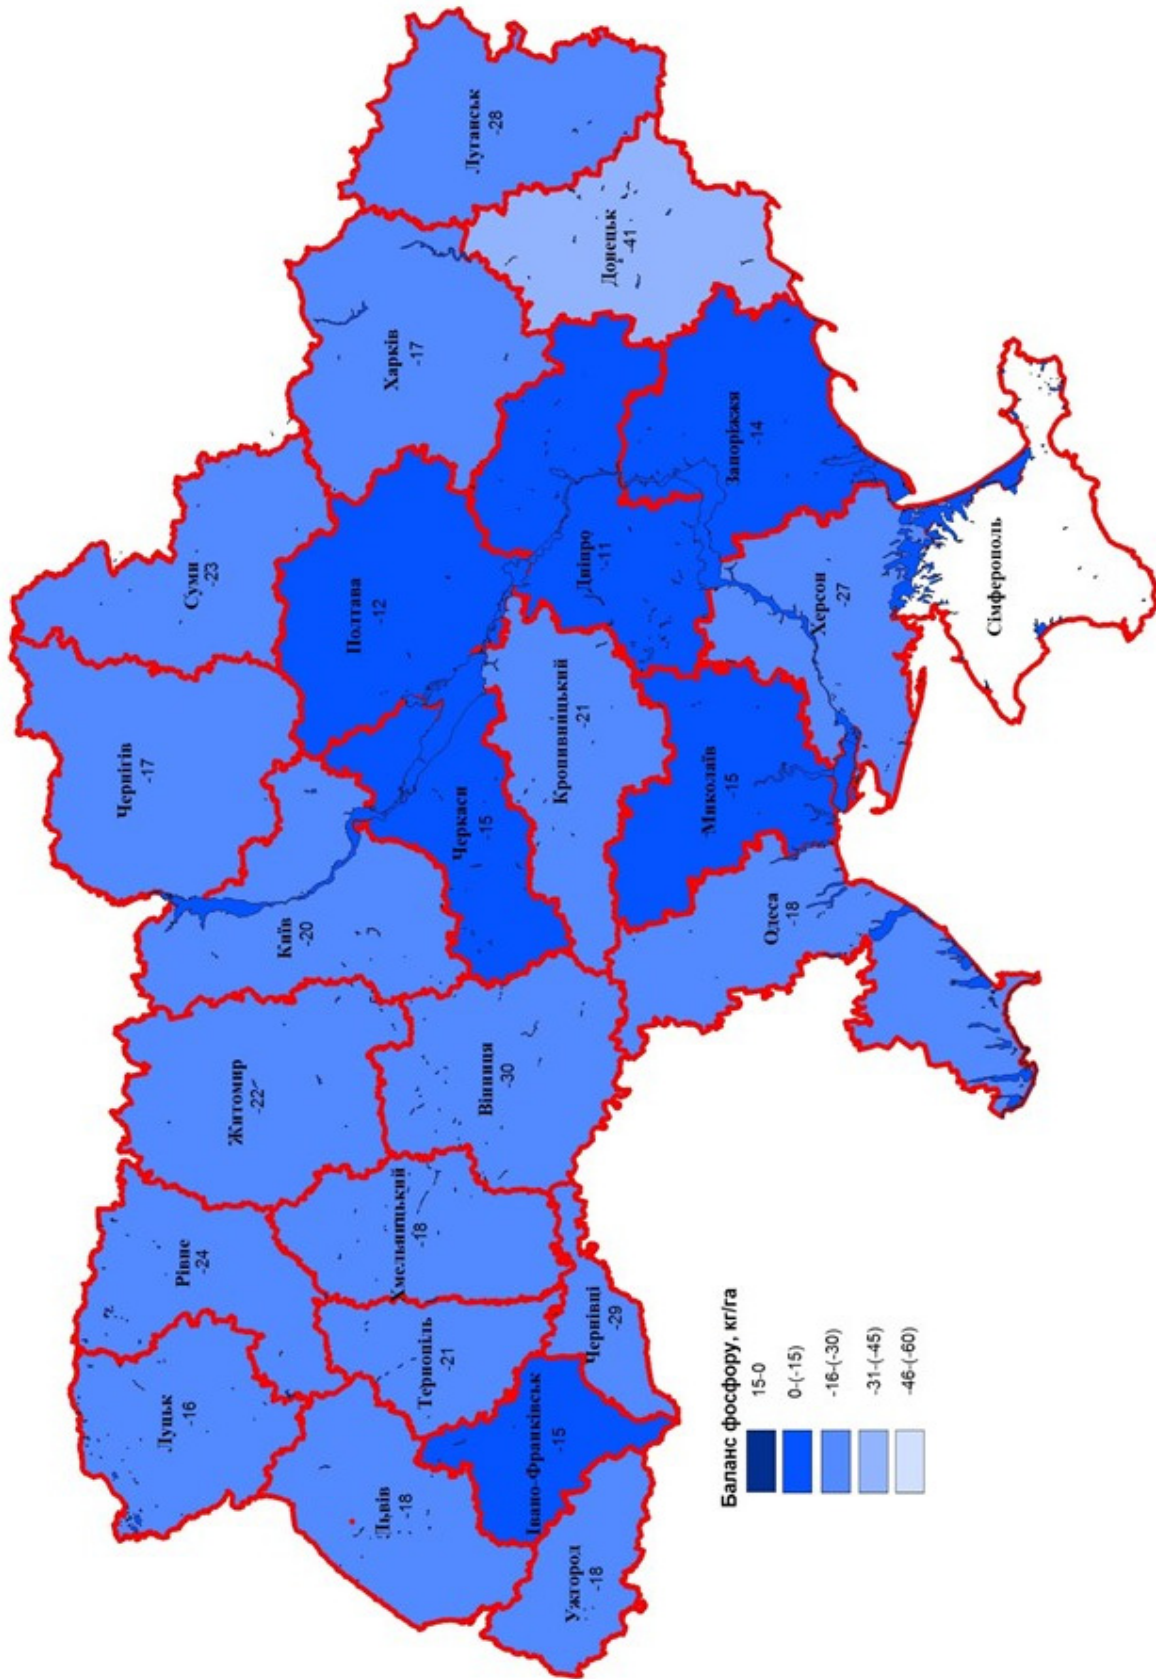 Луцьк
-16
Рівне
-24
Житомир
-22
Чернігів
-17
Суми
-23
Київ
-20
Львів
-18
Тернопіль
-21
Хмельницький
-18
Вінниця
-30
Черкаси
-15
Полтава
-12
Харків
-17
Луганськ
-28
Ужгород
-18
Івано-Франківськ
-15
Чернівці
-29
Кропивницький
-21
Дніпро
-11
Донецьк
-41
Одеса
-18
Миколаїв
-15
Запоріжжя
-14
Херсон
-27
Сімферополь
Баланс фосфору, кг/га
15-0
0-(-15)
-16-(-30)
-31-(-45)
-46-(-60)